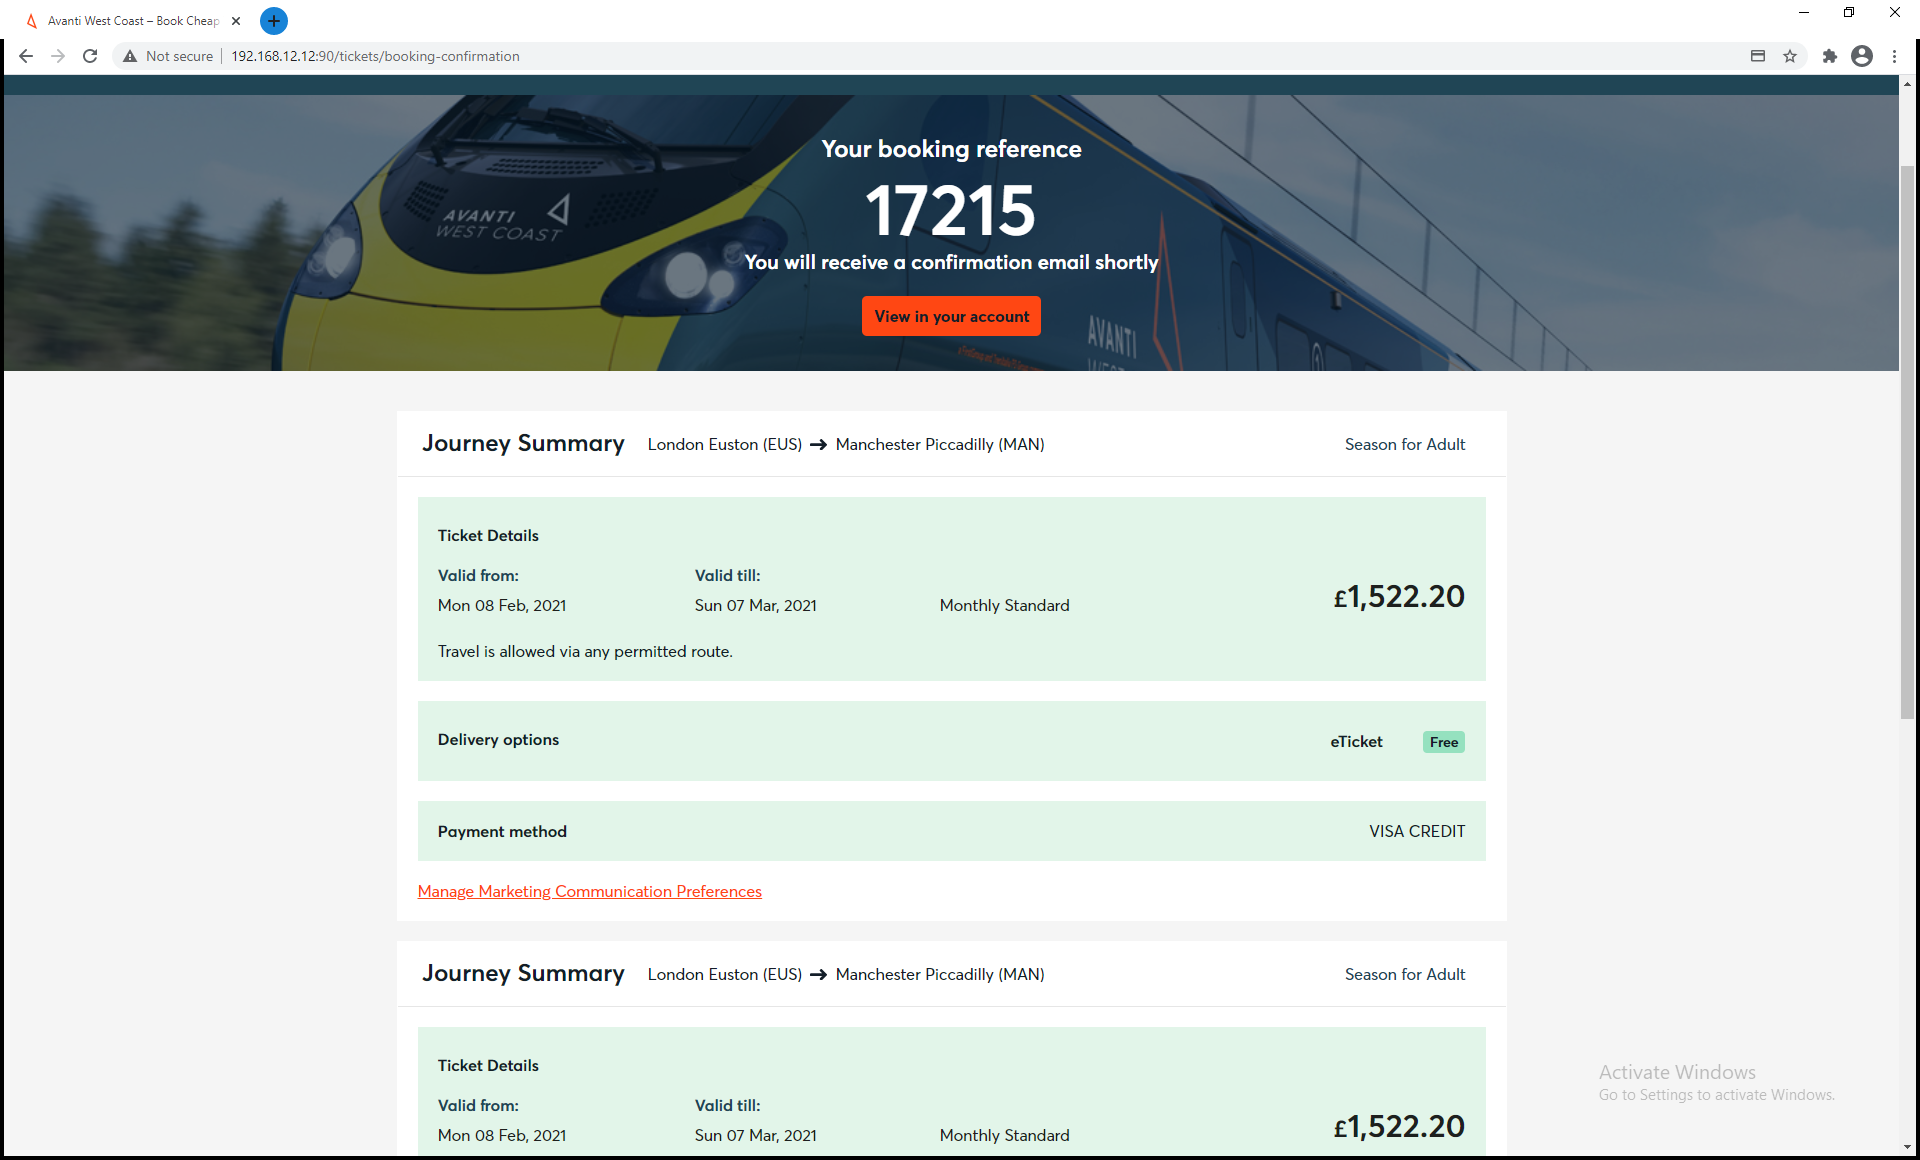 Avanti West Coast – Book Cheap
Not secure
192.168.12.12:90/tickets/booking-confirmation
Your booking reference
17215
You will receive a confirmation email shortly
View in your account
AVANTI
WEST COAST
AVANTI
Journey Summary London Euston (EUS) → Manchester Piccadilly (MAN) Season for Adult
Ticket Details
Valid from: Valid till:
Mon 08 Feb, 2021 Sun 07 Mar, 2021 Monthly Standard £1,522.20
Travel is allowed via any permitted route.
Delivery options eTicket Free
Payment method VISA CREDIT
Manage Marketing Communication Preferences
Journey Summary London Euston (EUS) → Manchester Piccadilly (MAN) Season for Adult
Ticket Details
Valid from: Valid till:
Mon 08 Feb, 2021 Sun 07 Mar, 2021 Monthly Standard £1,522.20
Activate Windows
Go to Settings to activate Windows.